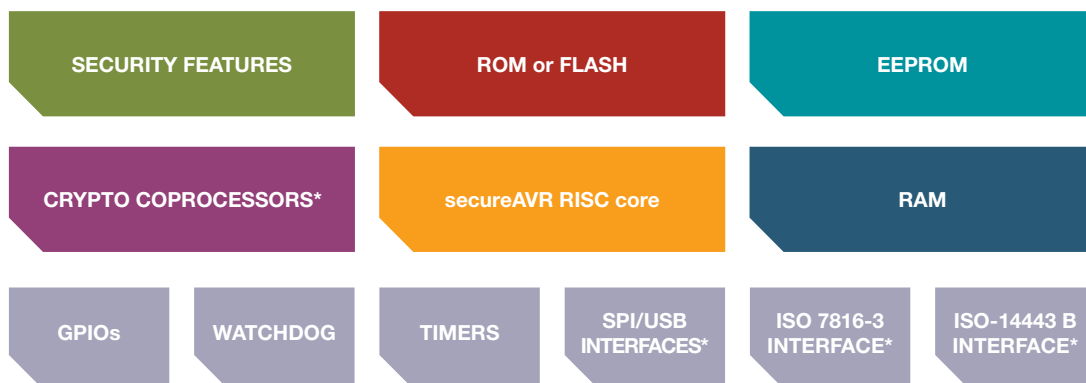 SECURITY FEATURES
ROM or FLASH
EEPROM
CRYPTO COPROCESSORS*
secureAVR RISC core
RAM
GPIOs
WATCHDOG
TIMERS
SPI/USB
INTERFACES*
ISO 7816-3
INTERFACE*
ISO-14443 B
INTERFACE*